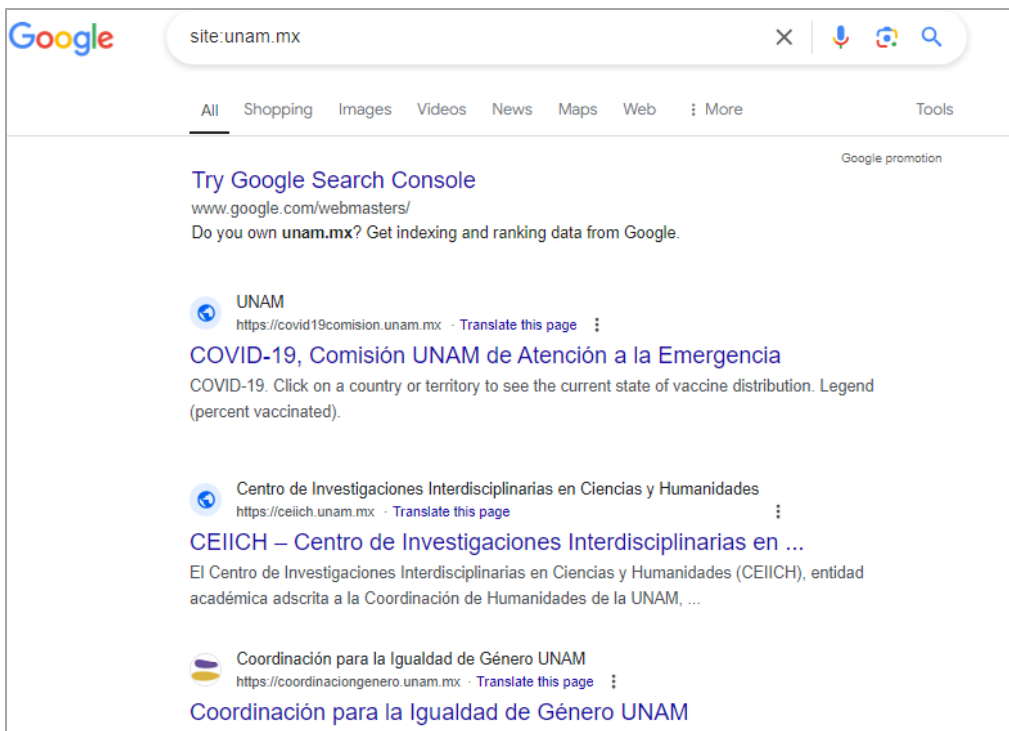 Google
site:unam.mx
All Shopping Images Videos News Maps Web More Tools
Google promotion
Try Google Search Console
www.google.com/webmasters/
Do you own unam.mx? Get indexing and ranking data from Google.
UNAM
https://covid19comision.unam.mx · Translate this page
COVID-19, Comisión UNAM de Atención a la Emergencia
COVID-19. Click on a country or territory to see the current state of vaccine distribution. Legend
(percent vaccinated).
Centro de Investigaciones Interdisciplinarias en Ciencias y Humanidades
https://ceiich.unam.mx · Translate this page
CEIICH – Centro de Investigaciones Interdisciplinarias en ...
El Centro de Investigaciones Interdisciplinarias en Ciencias y Humanidades (CEIICH), entidad
académica adscrita a la Coordinación de Humanidades de la UNAM, ...
Coordinación para la Igualdad de Género UNAM
https://coordinaciongenero.unam.mx · Translate this page
Coordinación para la Igualdad de Género UNAM